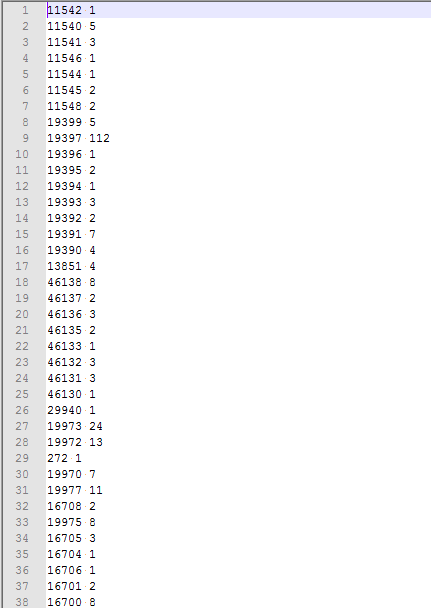 1 11542 1
2 11540 5
3 11541 3
4 11546 1
5 11544 1
6 11545 2
7 11548 2
8 19399 5
9 19397 112
10 19396 1
11 19395 2
12 19394 1
13 19393 3
14 19392 2
15 19391 7
16 19390 4
17 13851 4
18 46138 8
19 46137 2
20 46136 3
21 46135 2
22 46133 1
23 46132 3
24 46131 3
25 46130 1
26 29940 1
27 19973 24
28 19972 13
29 272 1
30 19970 7
31 19977 11
32 16708 2
33 19975 8
34 16705 3
35 16704 1
36 16706 1
37 16701 2
38 16700 8